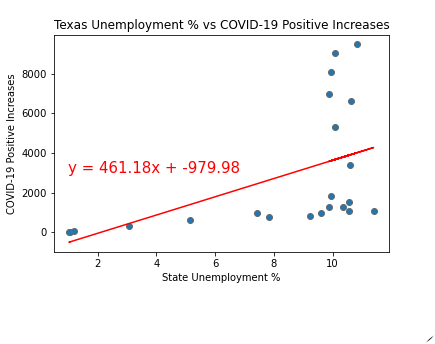 Texas Unemployment % vs COVID-19 Positive Increases
8000
6000
4000
2000
0
COVID-19 Positive Increases
y = 461.18x + -979.98
2 4 6 8 10
State Unemployment %